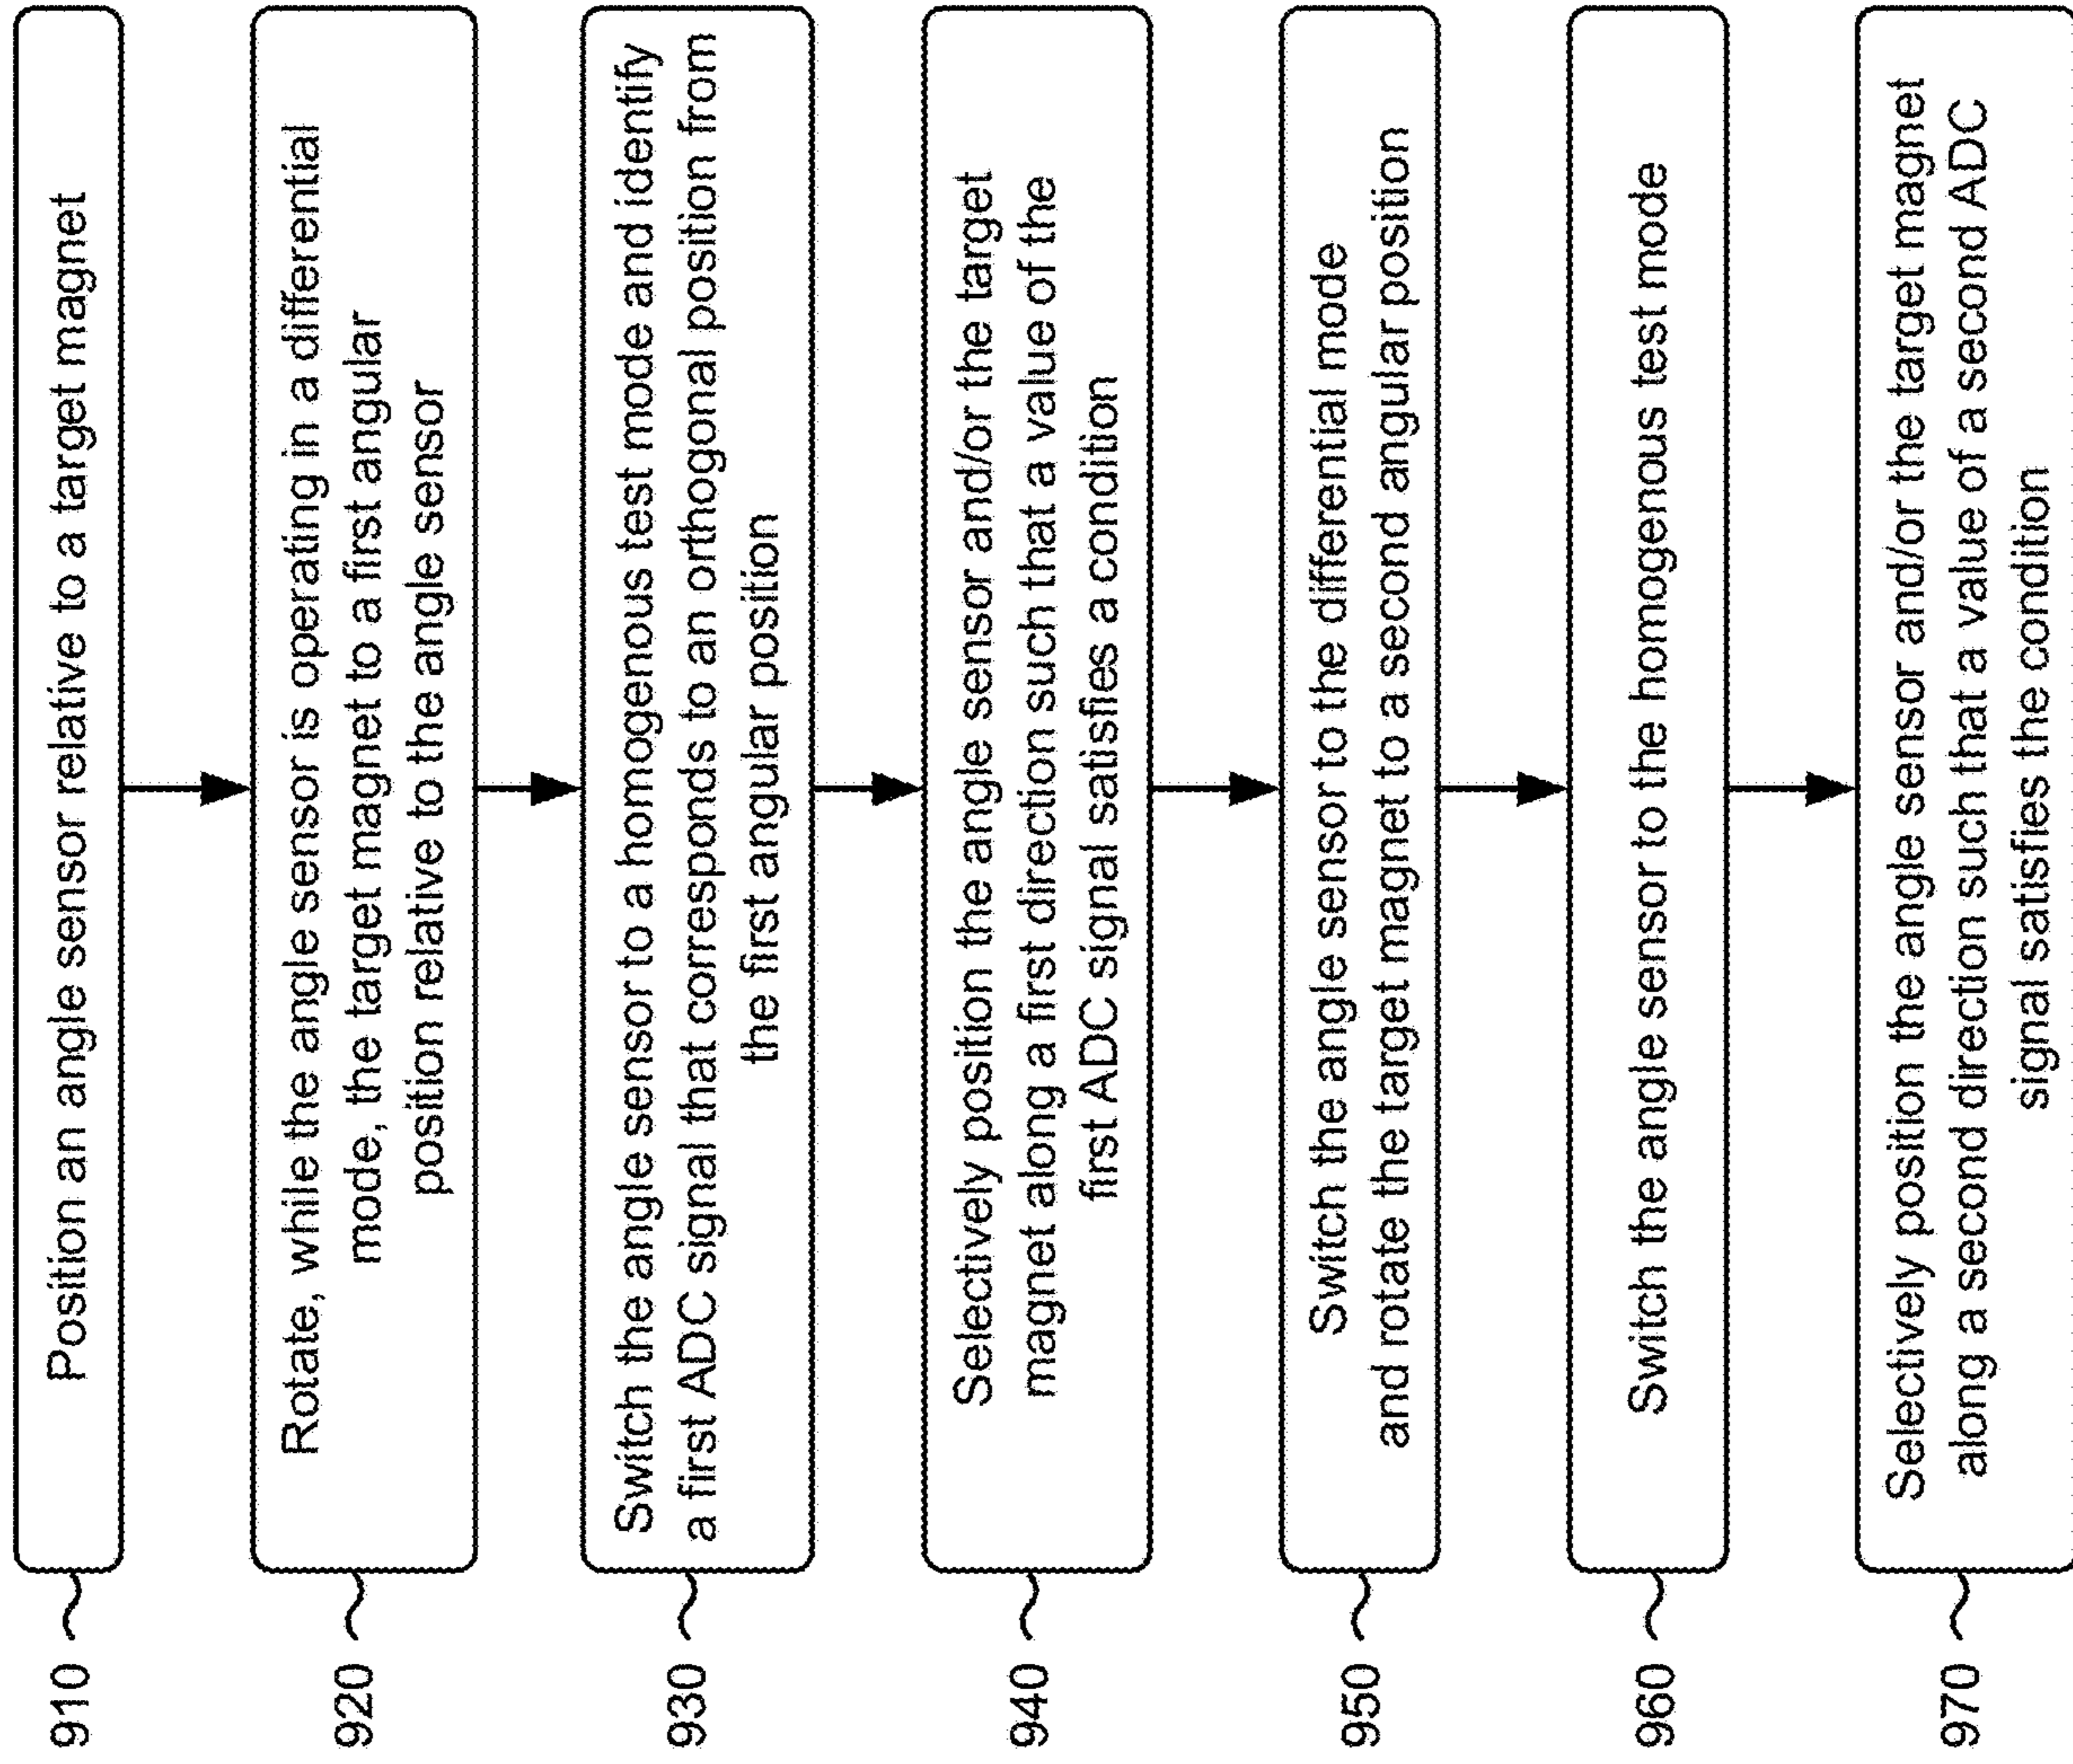 910
Position an angle sensor relative to a target magnet
920
Rotate, while the angle sensor is operating in a differential
mode, the target magnet to a first angular
position relative to the angle sensor
930
Switch the angle sensor to a homogenous test mode and identify
a first ADC signal that corresponds to an orthogonal position from
the first angular position
940
Selectively position the angle sensor and/or the target
magnet along a first direction such that a value of the
first ADC signal satisfies a condition
950
Switch the angle sensor to the differential mode
and rotate the target magnet to a second angular position
960
Switch the angle sensor to the homogenous test mode
970
Selectively position the angle sensor and/or the target magnet
along a second direction such that a value of a second ADC
signal satisfies the condition